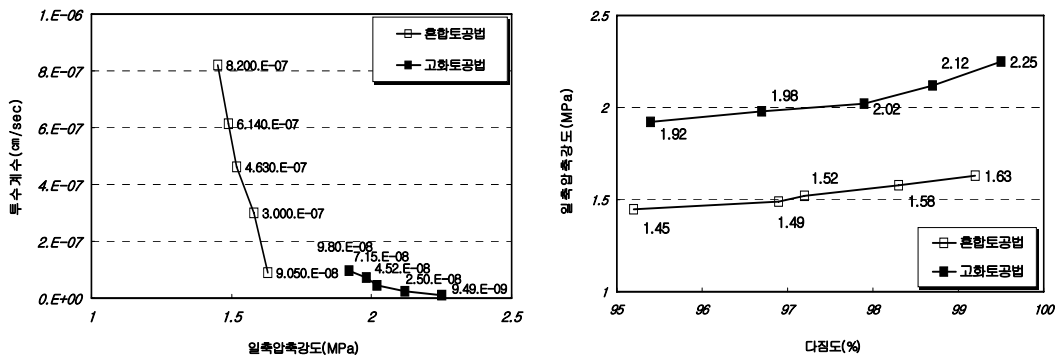 1.E-06
8.E-07
6.E-07
4.E-07
2.E-07
0.E+00
투수계수(㎝/sec)
혼합토공법
고화토공법
8.200.E-07
6.140.E-07
4.630.E-07
3.000.E-07
9.050.E-08
9.80.E-08
7.15.E-08
4.52.E-08
2.50.E-08
9.49.E-09
1
1.5
2
2.5
일축압축강도(MPa)
2.5
2
1.5
1
일축압축강도(MPa)
1.92
1.98
2.02
2.12
2.25
1.45
1.49
1.52
1.58
1.63
혼합토공법
고화토공법
95
96
97
98
99
100
다짐도(%)